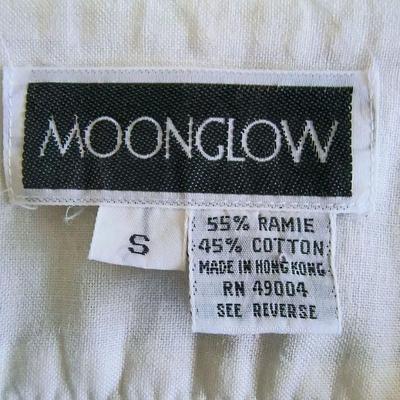 MOONGLOW
S
55% RAMIE
45% COTTON
MADE IN HONG KONG
RN 49004
SEE REVERSE